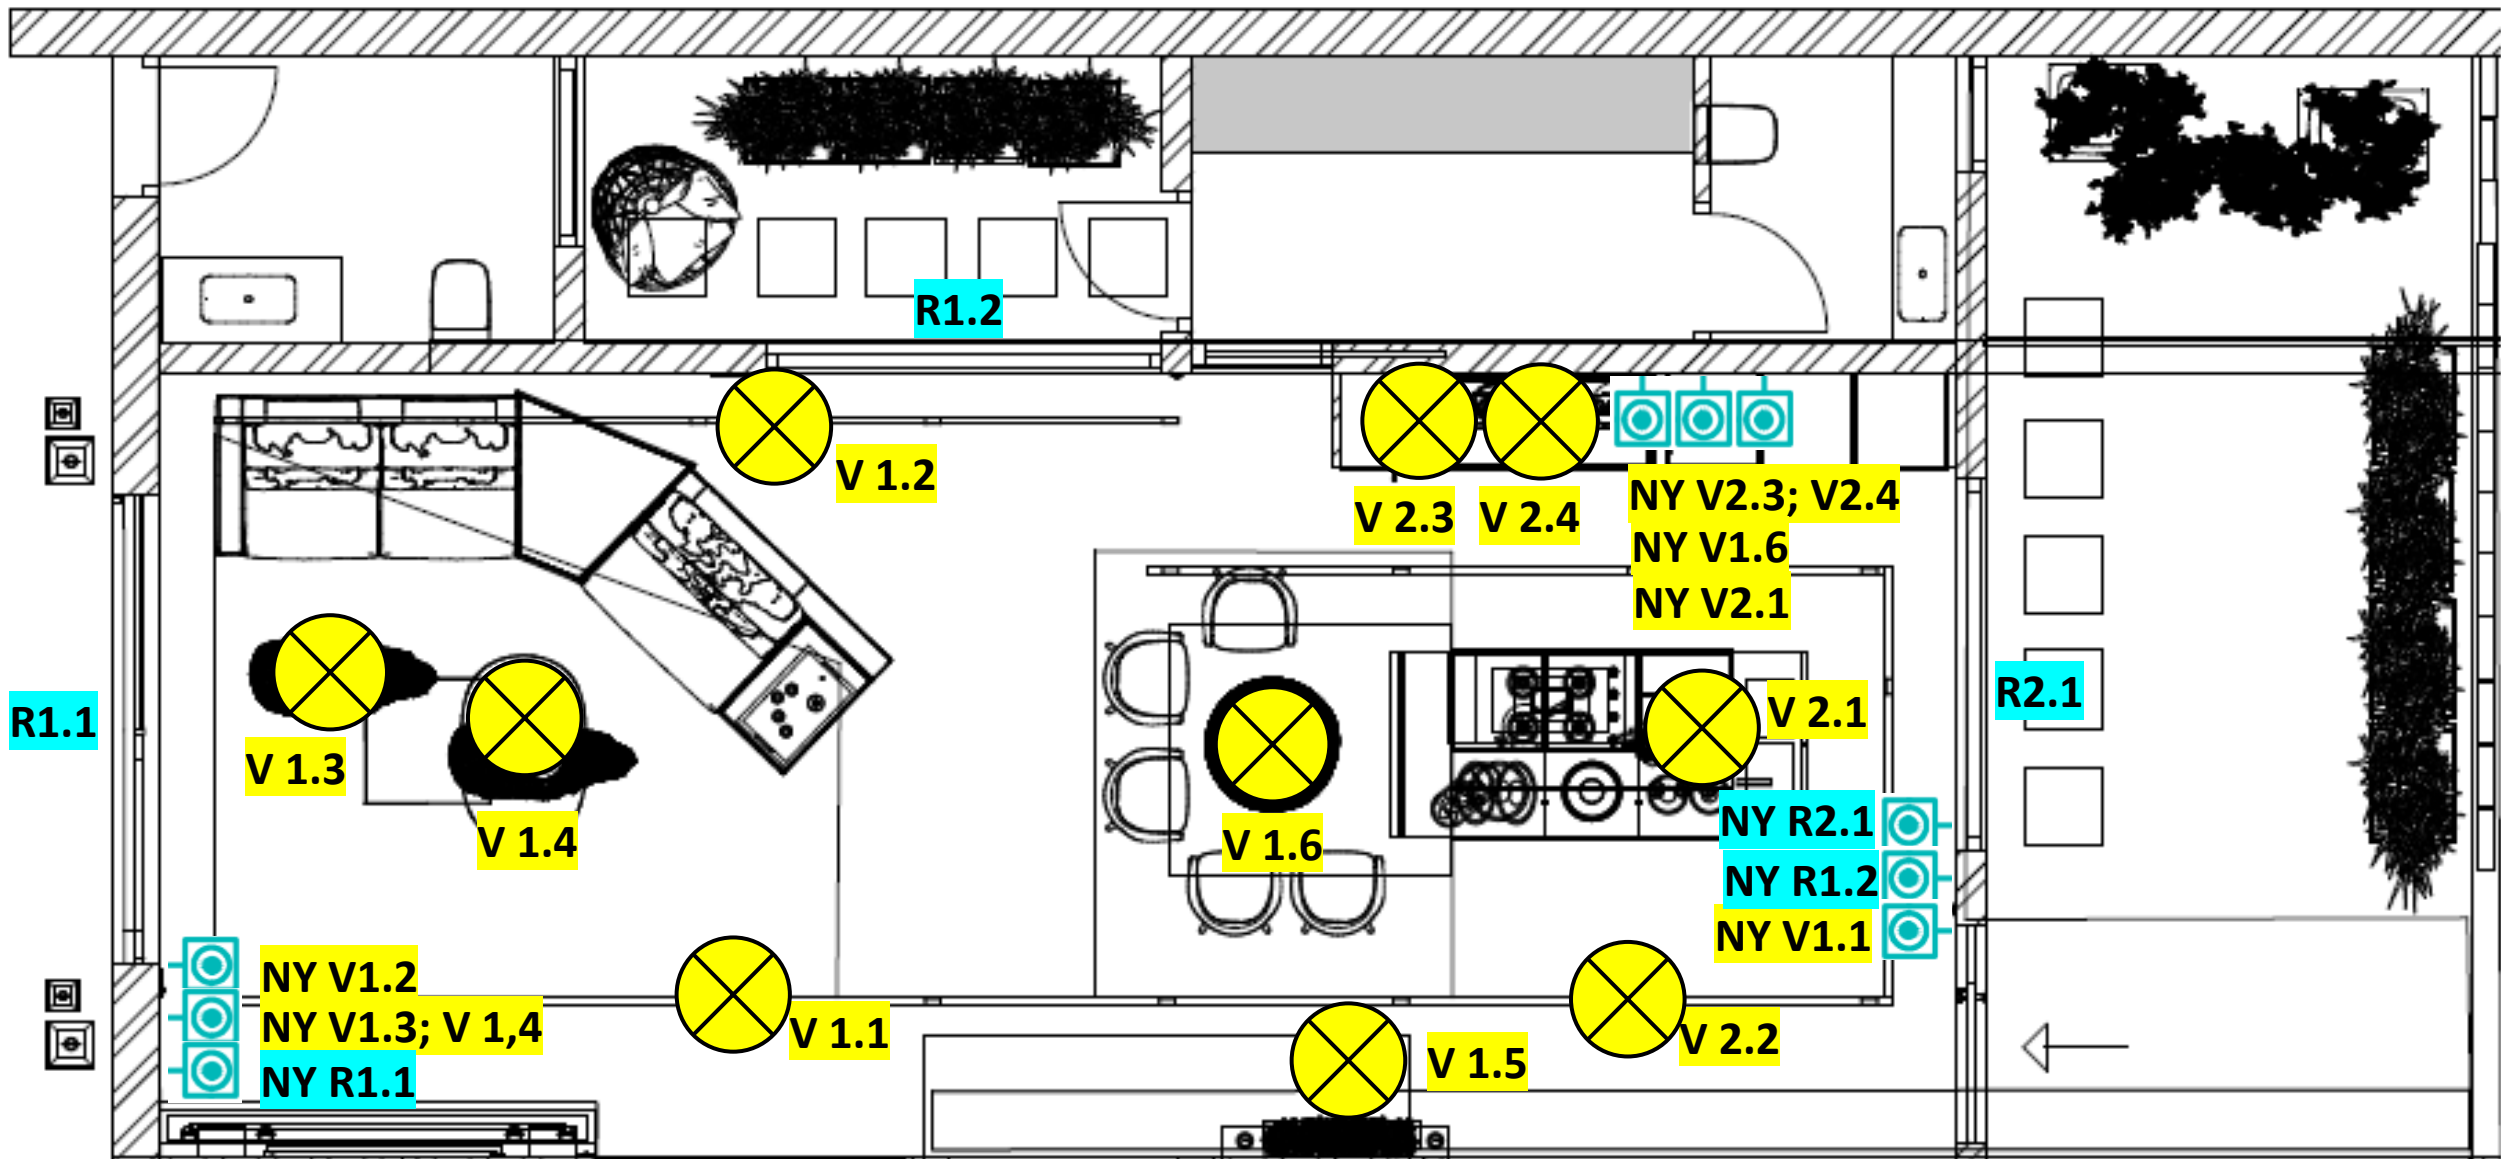 R1.2
V 1.2
V 2.3
V 2.4
NY V2.3; V2.4
NY V1.6
NY V2.1
R1.1
V 1.3
V 1.4
V 1.6
V 2.1
R2.1
NY R2.1
NY R1.2
NY V1.1
NY V1.2
NY V1.3; V 1,4
NY R1.1
V 1.1
V 1.5
V 2.2